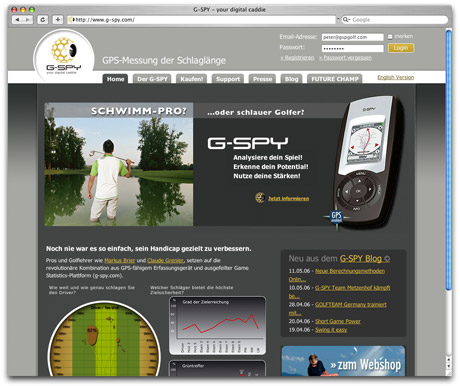 G-SPY - your digital caddie
http://www.g-spy.com/
Google
G-SPY
your digital caddie
GPS-Messung der Schlaglänge
Email-Adresse: peter@gspgolf.com merken
Passwort: Login
» Registrieren » Passwort vergessen
Home Der G-SPY Kaufen! Support Presse Blog FUTURE CHAMP English Version
SCHWIMM-PRO? ...oder schlauer Golfer?
G-SPY
G-SPY
Analysiere dein Spiel!
Erkenne dein Potential!
Nutze deine Stärken!
Jetzt informieren
MENU
OK
GPS
Noch nie war es so einfach, sein Handicap gezielt zu verbessern.
Pros und Golflehrer wie Markus Brier und Claude Grenier, setzen auf die
revolutionäre Kombination aus GPS-fähigem Erfassungsgerät und ausgefeilter Game
Statistics-Plattform (g-spy.com).
Wie weit und wie genau schlagen Sie
den Driver?
Welcher Schläger bietet die höchste
Zielsicherheit?
Grad der Zielerreichung
Grüntreffer
Neu aus dem G-SPY Blog
11.05.06 - Neue Berechnungsmethoden
Onlin...
09.05.06 - G-SPY Team Metzenhof kämpft
be...
28.04.06 - GOLFTEAM Germany trainiert
mit...
20.04.06 - Short Game Power
19.04.06 - Swing it easy
» zum Webshop